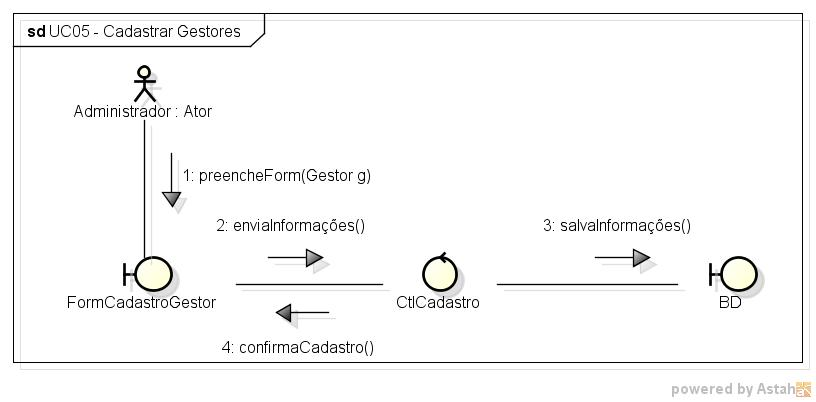 sd UC05 - Cadastrar Gestores
Administrador : Ator
1: preencheForm(Gestor g)
2: enviaInformações()
3: salvaInformações()
FormCadastroGestor
CtlCadastro
BD
4: confirmaCadastro()
powered by Astah